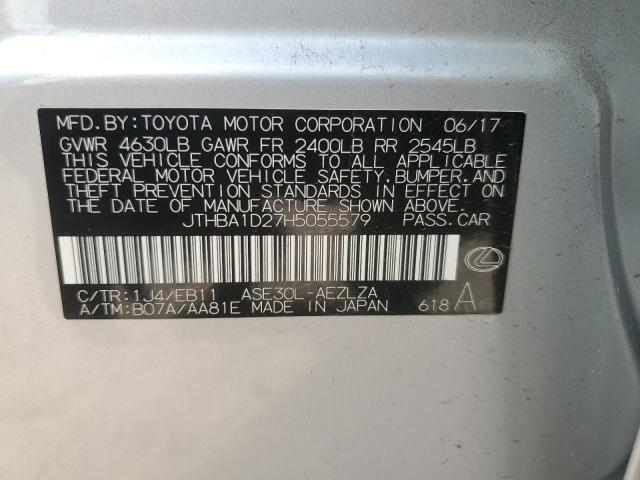 MFD.BY:TOYOTA MOTOR CORPORATION 06/17
GVWR 4630LB GAWR FR 2400LB RR 2545LB
THIS VEHICLE CONFORMS TO ALL APPLICABLE
FEDERAL MOTOR VEHICLE SAFETY,BUMPER,AND
THEFT PREVENTION STANDARDS IN EFFECT ON
THE DATE OF MANUFACTURE SHOWN ABOVE.
JTHBA1D27H5055579 PASS.CAR
C/TR:1J4/EB11 ASE30L-AEZLZA
A/TM:B07A/AA81E MADE IN JAPAN 618 A